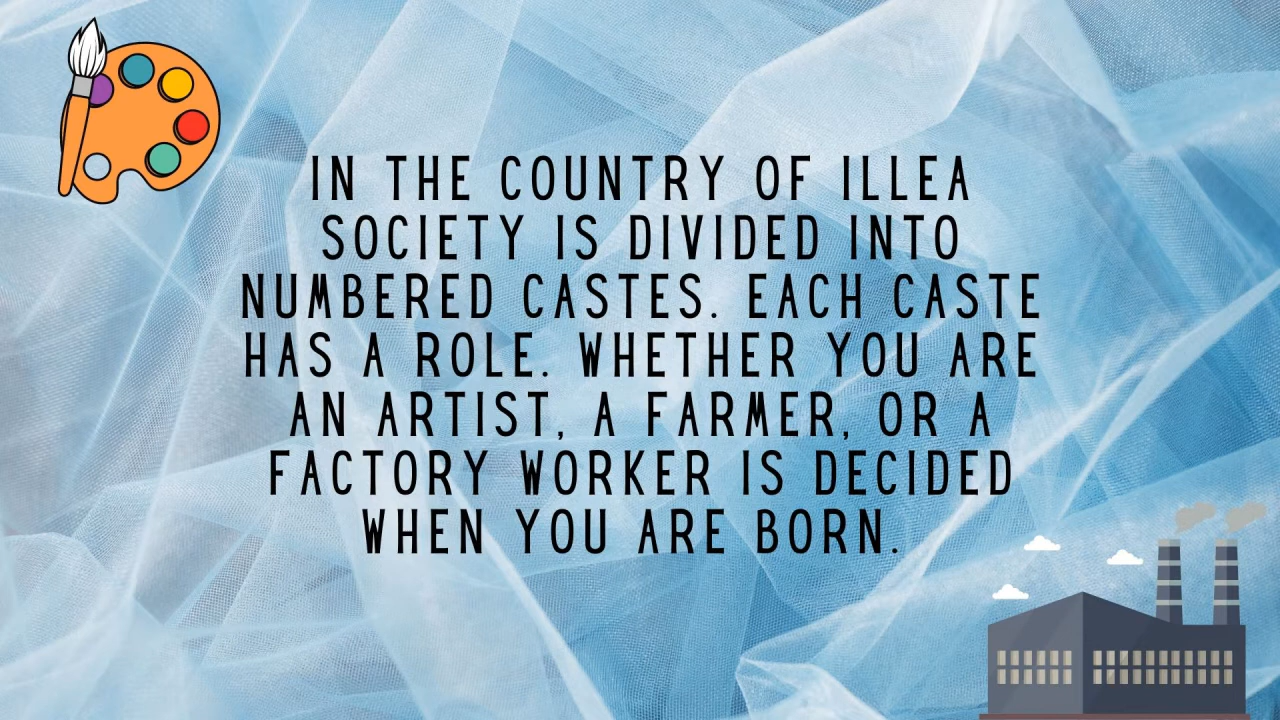 IN THE COUNTRY OF ILLEA
SOCIETY IS DIVIDED INTO
NUMBERED CASTES. EACH CASTE
HAS A ROLE. WHETHER YOU ARE
AN ARTIST, A FARMER, OR A
FACTORY WORKER IS DECIDED
WHEN YOU ARE BORN.